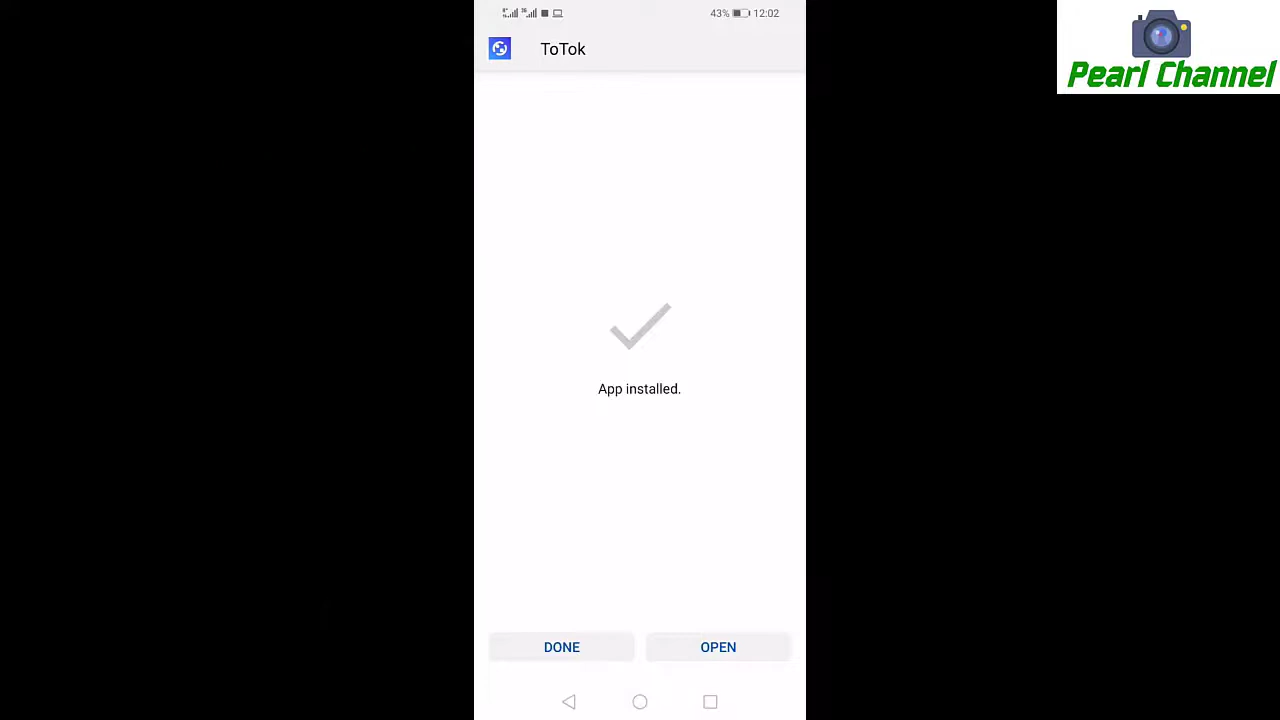 43% 12:02
ToTok
Pearl Channel
App installed.
DONE OPEN